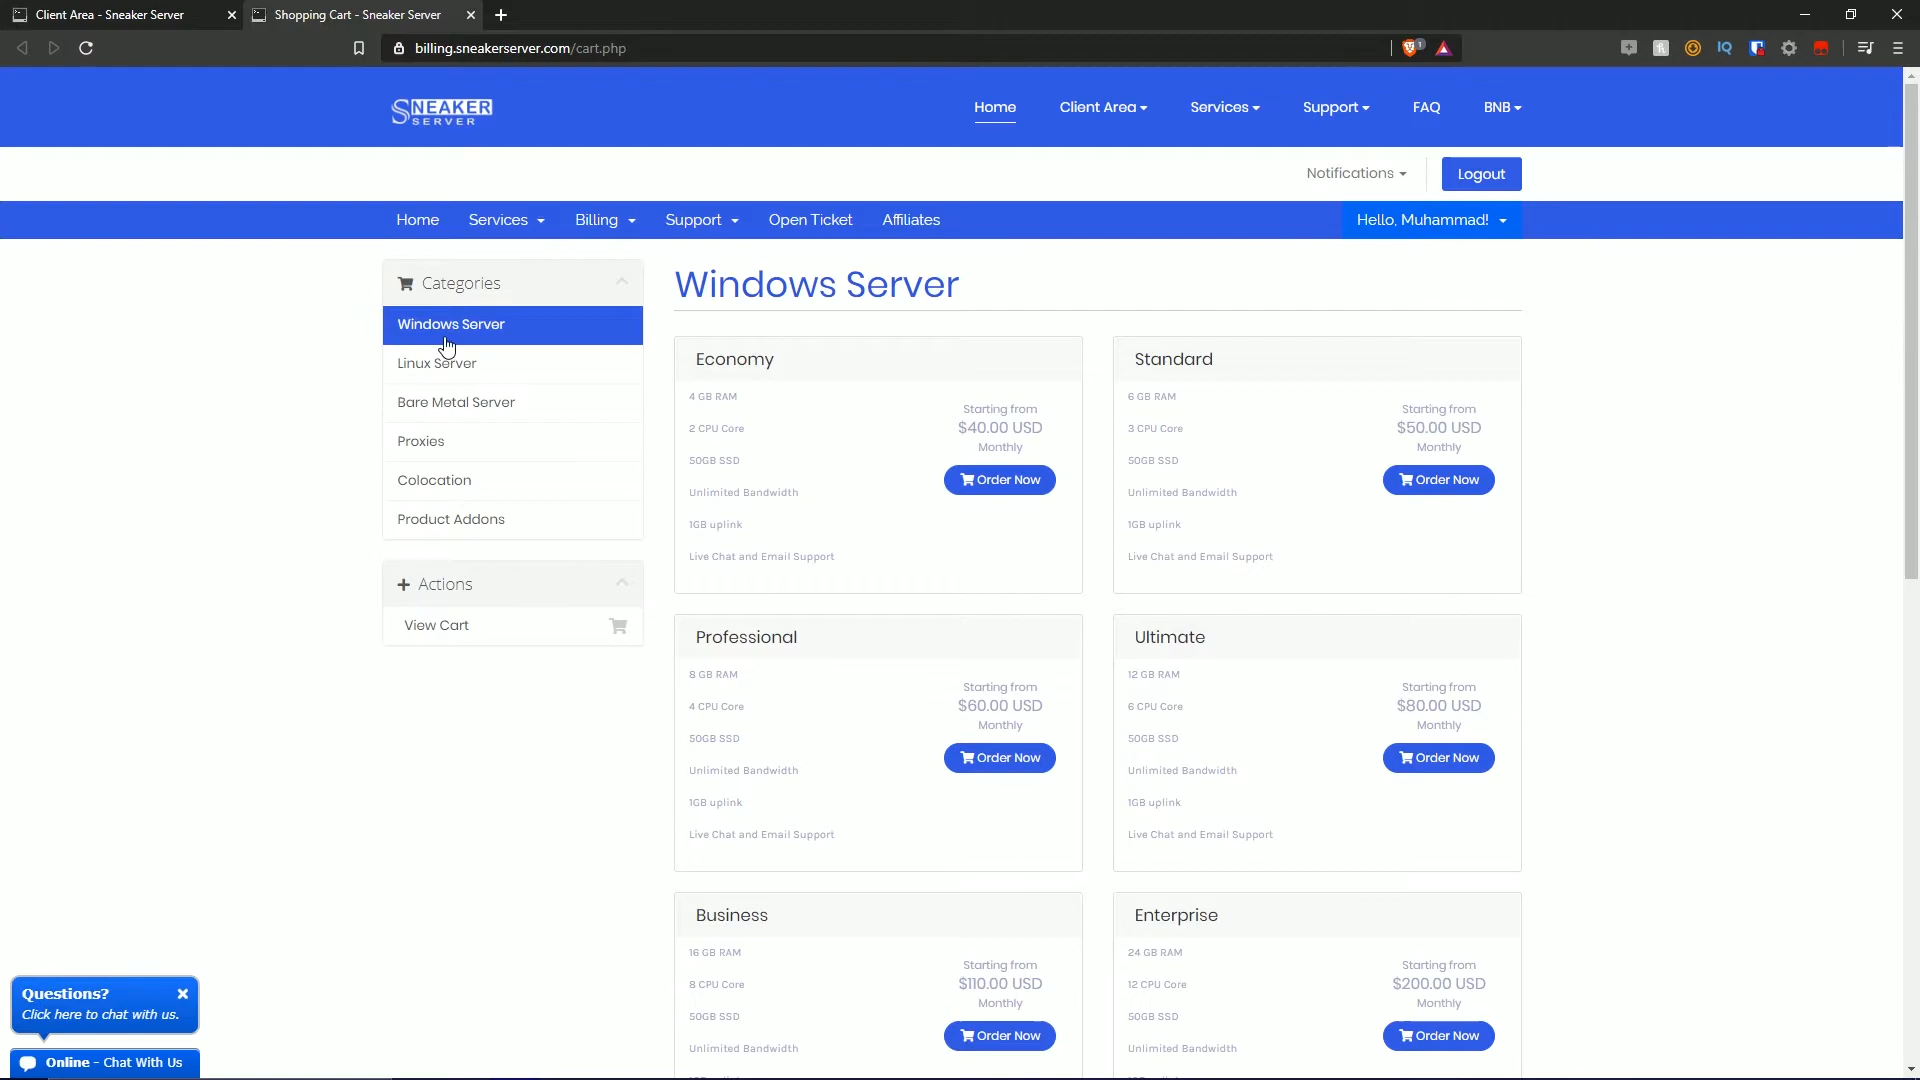 Client Area - Sneaker Server
Shopping Cart - Sneaker Server
billing.sneakerserver.com/cart.php
1
IQ
SNEAKER
SERVER
Home
Client Area
Services
Support
FAQ
BNB
Notifications
Logout
Home
Services
Billing
Support
Open Ticket
Affiliates
Hello, Muhammad!
Categories
Windows Server
Linux Server
Bare Metal Server
Proxies
Colocation
Product Addons
Actions
View Cart
Windows Server
Economy
4 GB RAM
2 CPU Core
50GB SSD
Unlimited Bandwidth
1GB uplink
Live Chat and Email Support
Starting from
$40.00 USD
Monthly
Order Now
Standard
6 GB RAM
3 CPU Core
50GB SSD
Unlimited Bandwidth
1GB uplink
Live Chat and Email Support
Starting from
$50.00 USD
Monthly
Order Now
Professional
8 GB RAM
4 CPU Core
50GB SSD
Unlimited Bandwidth
1GB uplink
Live Chat and Email Support
Starting from
$60.00 USD
Monthly
Order Now
Ultimate
12 GB RAM
6 CPU Core
50GB SSD
Unlimited Bandwidth
1GB uplink
Live Chat and Email Support
Starting from
$80.00 USD
Monthly
Order Now
Business
16 GB RAM
8 CPU Core
50GB SSD
Unlimited Bandwidth
Starting from
$110.00 USD
Monthly
Order Now
Enterprise
24 GB RAM
12 CPU Core
50GB SSD
Unlimited Bandwidth
Starting from
$200.00 USD
Monthly
Order Now
Questions?
Click here to chat with us.
Online - Chat With Us